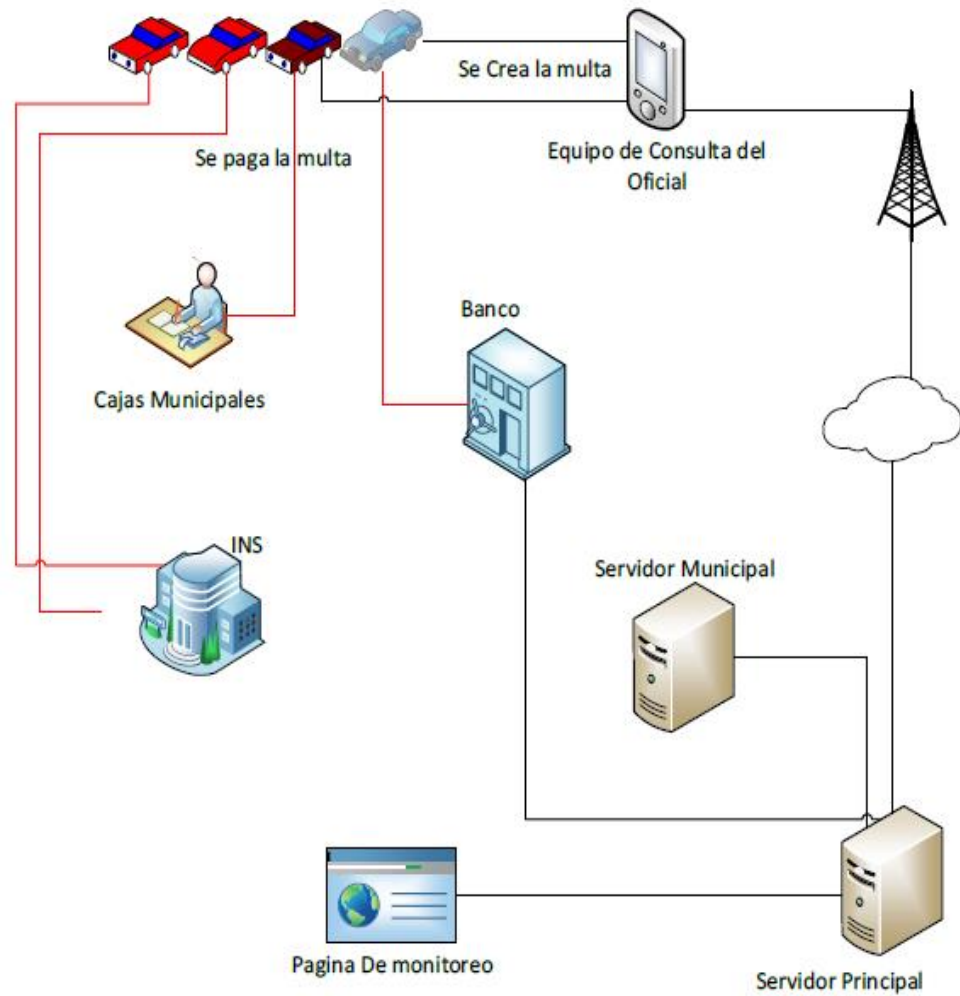 Se Crea la multa
Equipo de Consulta del
Oficial
Se paga la multa
Banco
Cajas Municipales
INS
Servidor Municipal
Pagina De monitoreo
Servidor Principal